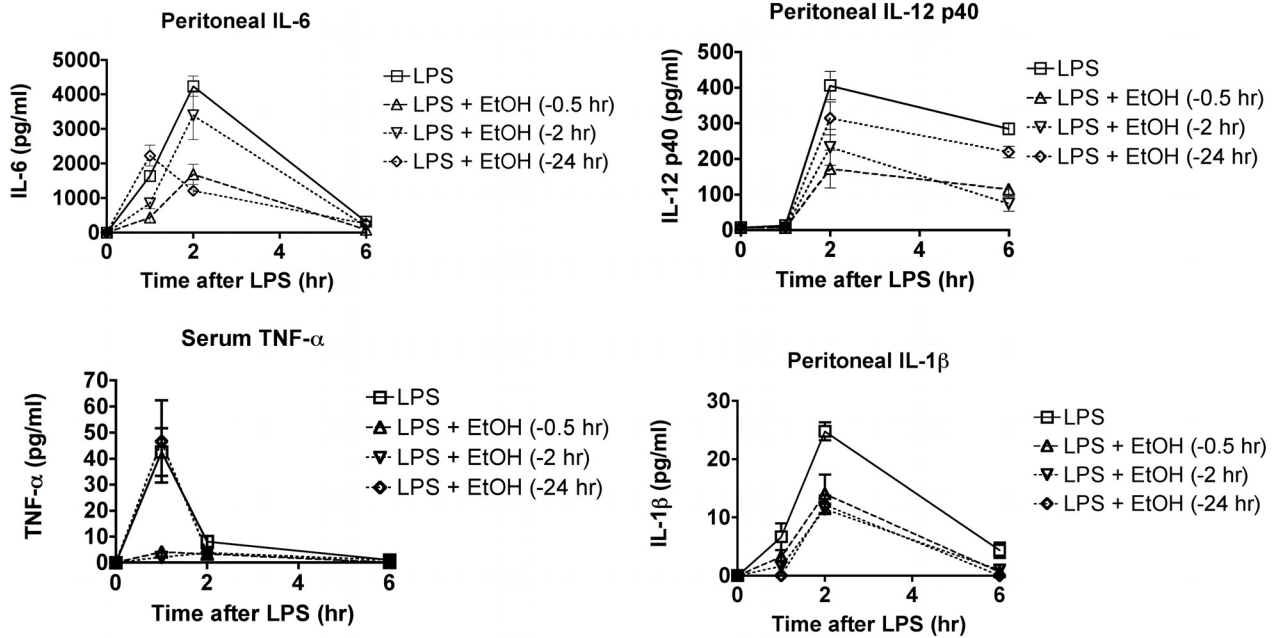 Peritoneal IL-6
IL-6 (pg/ml)
5000
4000
3000
2000
1000
0
0 2 4 6
Time after LPS (hr)
LPS
LPS + EtOH (-0.5 hr)
LPS + EtOH (-2 hr)
LPS + EtOH (-24 hr)
Peritoneal IL-12 p40
IL-12 p40 (pg/ml)
500
400
300
200
100
0
0 2 4 6
Time after LPS (hr)
LPS
LPS + EtOH (-0.5 hr)
LPS + EtOH (-2 hr)
LPS + EtOH (-24 hr)
Serum TNF-α
TNF-α (pg/ml)
70
60
50
40
30
20
10
0
0 2 4 6
Time after LPS (hr)
LPS
LPS + EtOH (-0.5 hr)
LPS + EtOH (-2 hr)
LPS + EtOH (-24 hr)
Peritoneal IL-1β
IL-1β (pg/ml)
30
20
10
0
0 2 4 6
Time after LPS (hr)
LPS
LPS + EtOH (-0.5 hr)
LPS + EtOH (-2 hr)
LPS + EtOH (-24 hr)